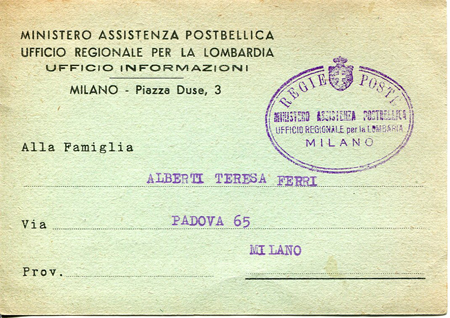 MINISTERO ASSISTENZA POSTBELLICA
UFFICIO REGIONALE PER LA LOMBARDIA
UFFICIO INFORMAZIONI
MILANO - Piazza Duse, 3
REGIE POSTE
MINISTERO ASSISTENZA POSTBELLICA
UFFICIO REGIONALE per la LOMBARIA
MILANO
Alla Famiglia
ALBERTI TERESA FERRI
Via PADOVA 65
MILANO
Prov.